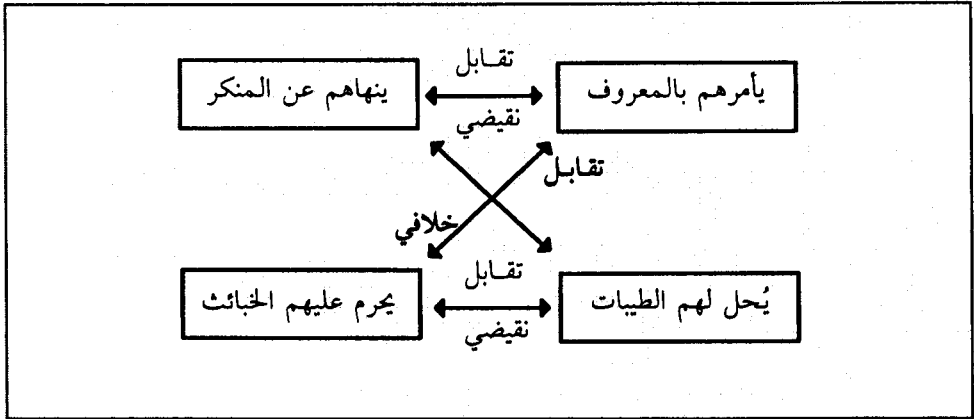 تقابل
يأمرهم بالمعروف
ينهاهم عن المنكر
نقيضي
تقابل
خلافي
تقابل
يُحل لهم الطيبات
يحرم عليهم الخبائث
نقيضي